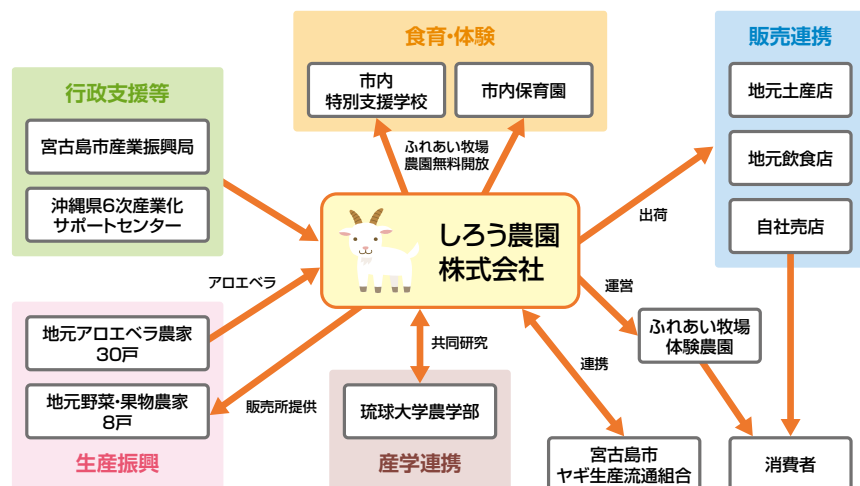 行政支援等
宮古島市産業振興局
沖縄県6次産業化
サポートセンター
食育・体験
市内
特別支援学校
市内保育園
ふれあい牧場
農園無料開放
販売連携
地元土産店
地元飲食店
自社売店
出荷
しろう農園
株式会社
アロエベラ
運営
ふれあい牧場
体験農園
地元アロエベラ農家
30戸
地元野菜・果物農家
8戸
生産振興
販売所提供
共同研究
琉球大学農学部
産学連携
連携
宮古島市
ヤギ生産流通組合
消費者